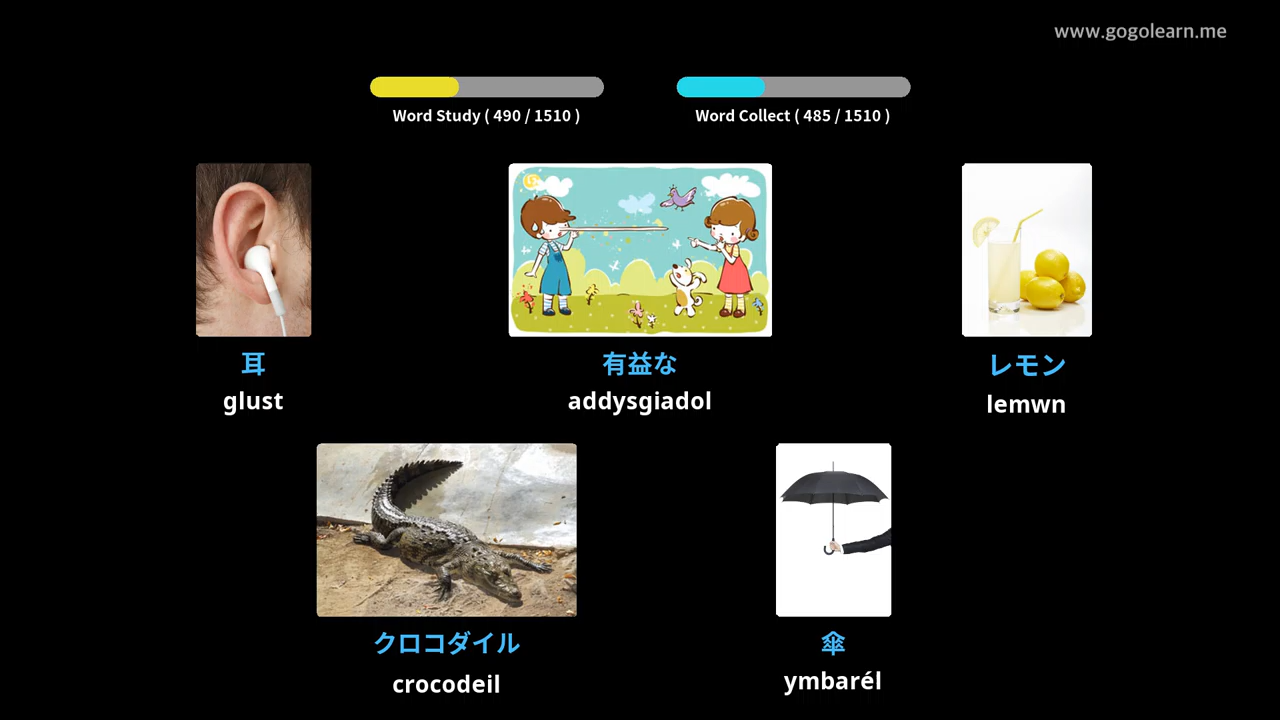 www.gogolearn.me
Word Study ( 490 / 1510 )
Word Collect ( 485 / 1510 )
耳
glust
有益な
addysgiadol
レモン
lemwn
クロコダイル
crocodeil
傘
ymbarél